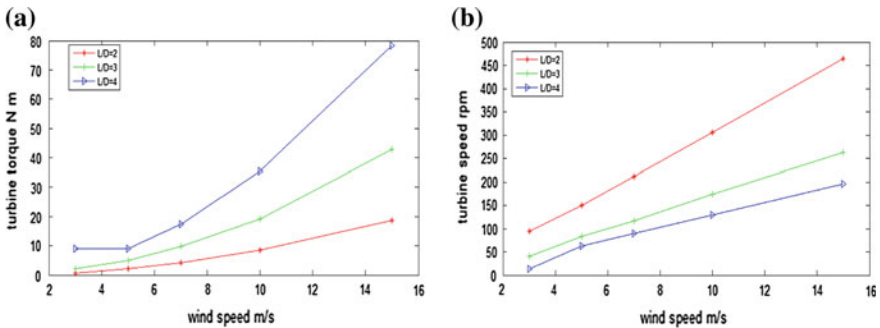 (a)
80
70
60
50
40
30
20
10
0
turbine torque N m
L/D=2
L/D=3
L/D=4
2 4 6 8 10 12 14 16
wind speed m/s
(b)
500
450
400
350
300
250
200
150
100
50
0
turbine speed rpm
L/D=2
L/D=3
L/D=4
2 4 6 8 10 12 14 16
wind speed m/s